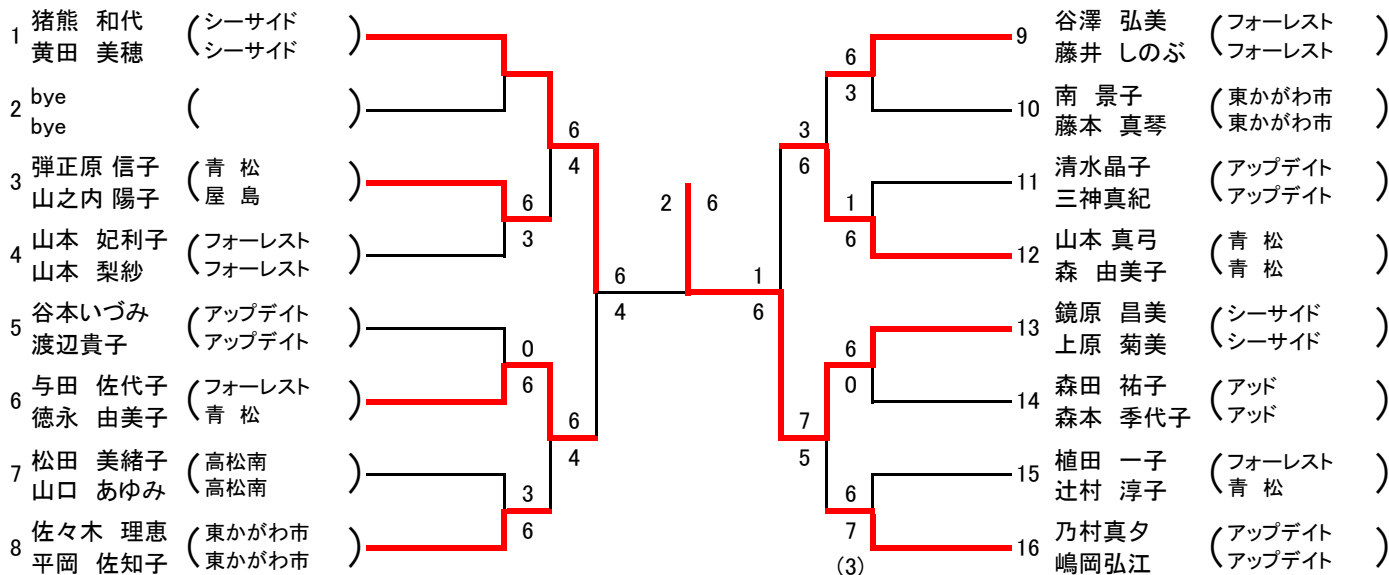 1 猪熊 和代 (シーサイド
黄田 美穂 シーサイド)
2 bye ( )
bye
3 弾正原 信子 (青 松
山之内 陽子 屋 島)
4 山本 妃利子 (フォーレスト
山本 梨紗 フォーレスト)
5 谷本いづみ (アップデイト
渡辺貴子 アップデイト)
6 与田 佐代子 (フォーレスト
徳永 由美子 青 松)
7 松田 美緒子 (高松南
山口 あゆみ 高松南)
8 佐々木 理恵 (東かがわ市
平岡 佐知子 東かがわ市)
6
4
6
3
0
6
6
4
3
6
6
4
2 6
1
6
6
3
3
6
1
6
6
0
7
5
6
7
(3)
9 谷澤 弘美 (フォーレスト
藤井 しのぶ フォーレスト)
10 南 景子 (東かがわ市
藤本 真琴 東かがわ市)
11 清水晶子 (アップデイト
三神真紀 アップデイト)
12 山本 真弓 (青 松
森 由美子 青 松)
13 鏡原 昌美 (シーサイド
上原 菊美 シーサイド)
14 森田 祐子 (アッド
森本 季代子 アッド)
15 植田 一子 (フォーレスト
辻村 淳子 青 松)
16 乃村真夕 (アップデイト
嶋岡弘江 アップデイト)